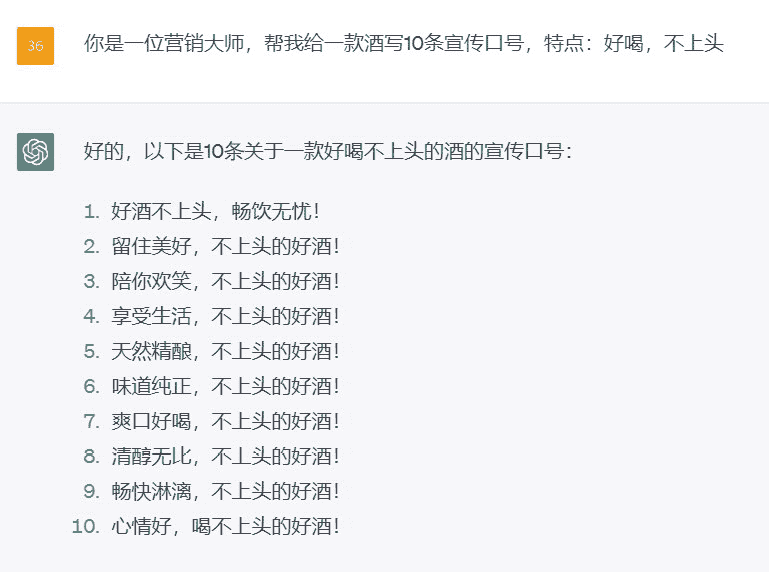 36
你是一位营销大师，帮我给一款酒写10条宣传口号，特点：好喝，不上头
好的，以下是10条关于一款好喝不上头的酒的宣传口号：
1. 好酒不上头，畅饮无忧！
2. 留住美好，不上头的好酒！
3. 陪你欢笑，不上头的好酒！
4. 享受生活，不上头的好酒！
5. 天然精酿，不上头的好酒！
6. 味道纯正，不上头的好酒！
7. 爽口好喝，不上头的好酒！
8. 清醇无比，不上头的好酒！
9. 畅快淋漓，不上头的好酒！
10. 心情好，喝不上头的好酒！